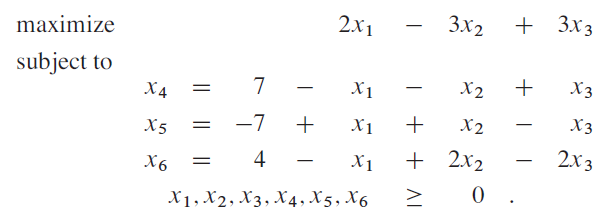 maximize 2x₁ − 3x₂ + 3x₃
subject to
x₄ = 7 − x₁ − x₂ + x₃
x₅ = −7 + x₁ + x₂ − x₃
x₆ = 4 − x₁ + 2x₂ − 2x₃
x₁, x₂, x₃, x₄, x₅, x₆ ≥ 0 .